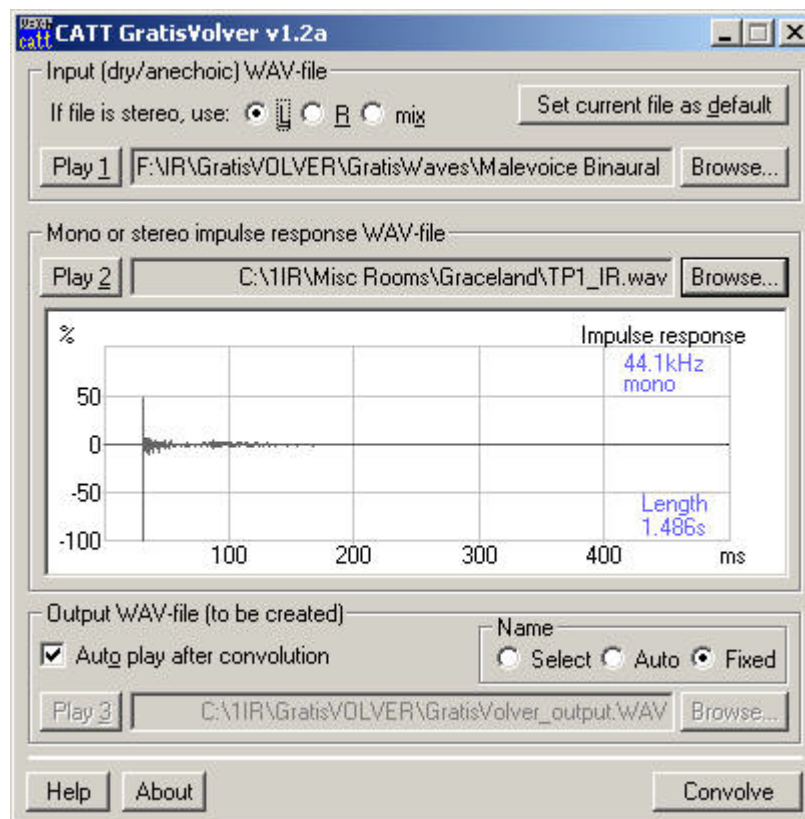 CATT GratisVolver v1.2a
Input (dry/anechoic) WAV-file
If file is stereo, use: L R mix
Set current file as default
Play 1 F:\IR\GratisVOLVER\GratisWaves\Malevoice Binaural Browse...
Mono or stereo impulse response WAV-file
Play 2 C:\1IR\Misc Rooms\Graceland\TP1_IR.wav Browse...
% Impulse response
44.1kHz
mono
50
0
-50
Length
1.486s
-100
100 200 300 400 ms
Output WAV-file (to be created)
Auto play after convolution
Name
Select Auto Fixed
Play 3 C:\1IR\GratisVOLVER\GratisVolver_output.WAV Browse...
Help About Convolve